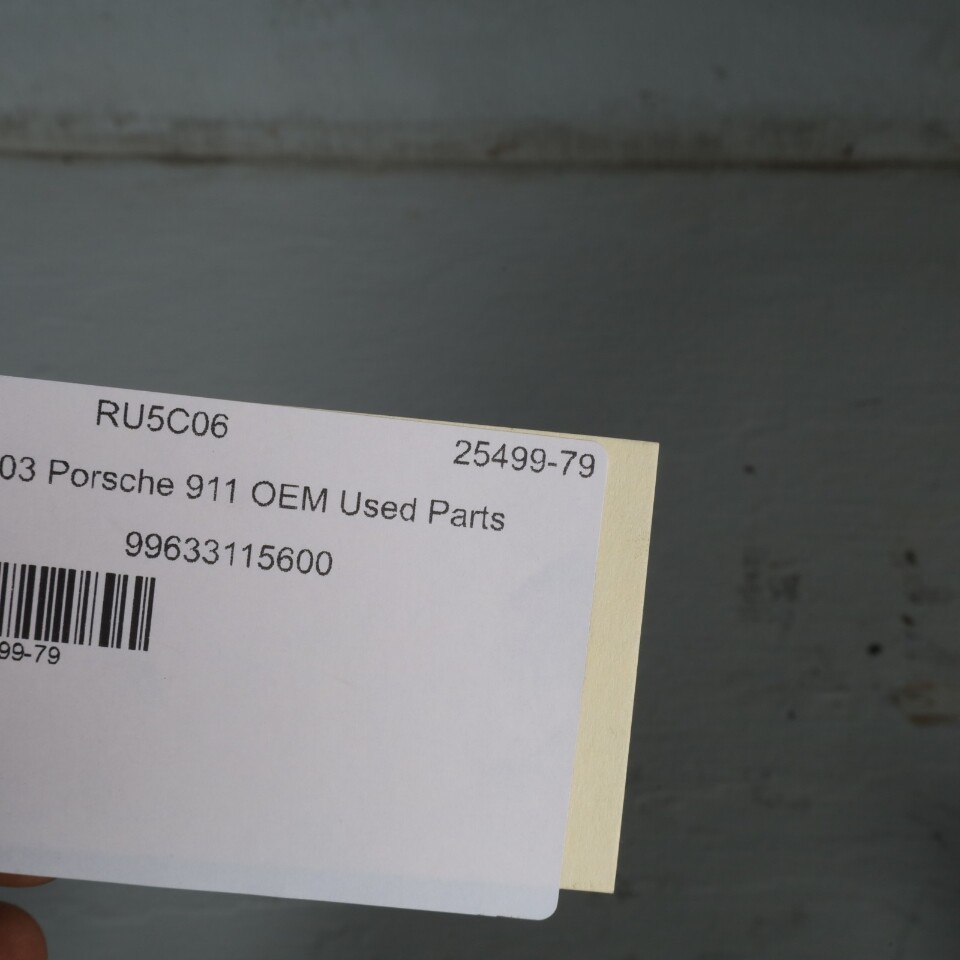 RU5C06
25499-79
03 Porsche 911 OEM Used Parts
99633115600
99-79